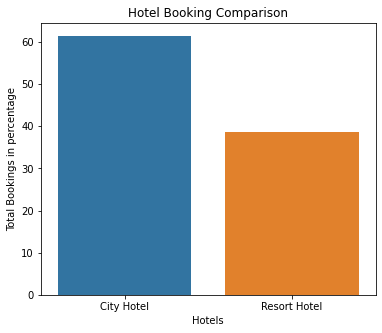 Hotel Booking Comparison
Total Bookings in percentage
60
50
40
30
20
10
0
City Hotel
Resort Hotel
Hotels